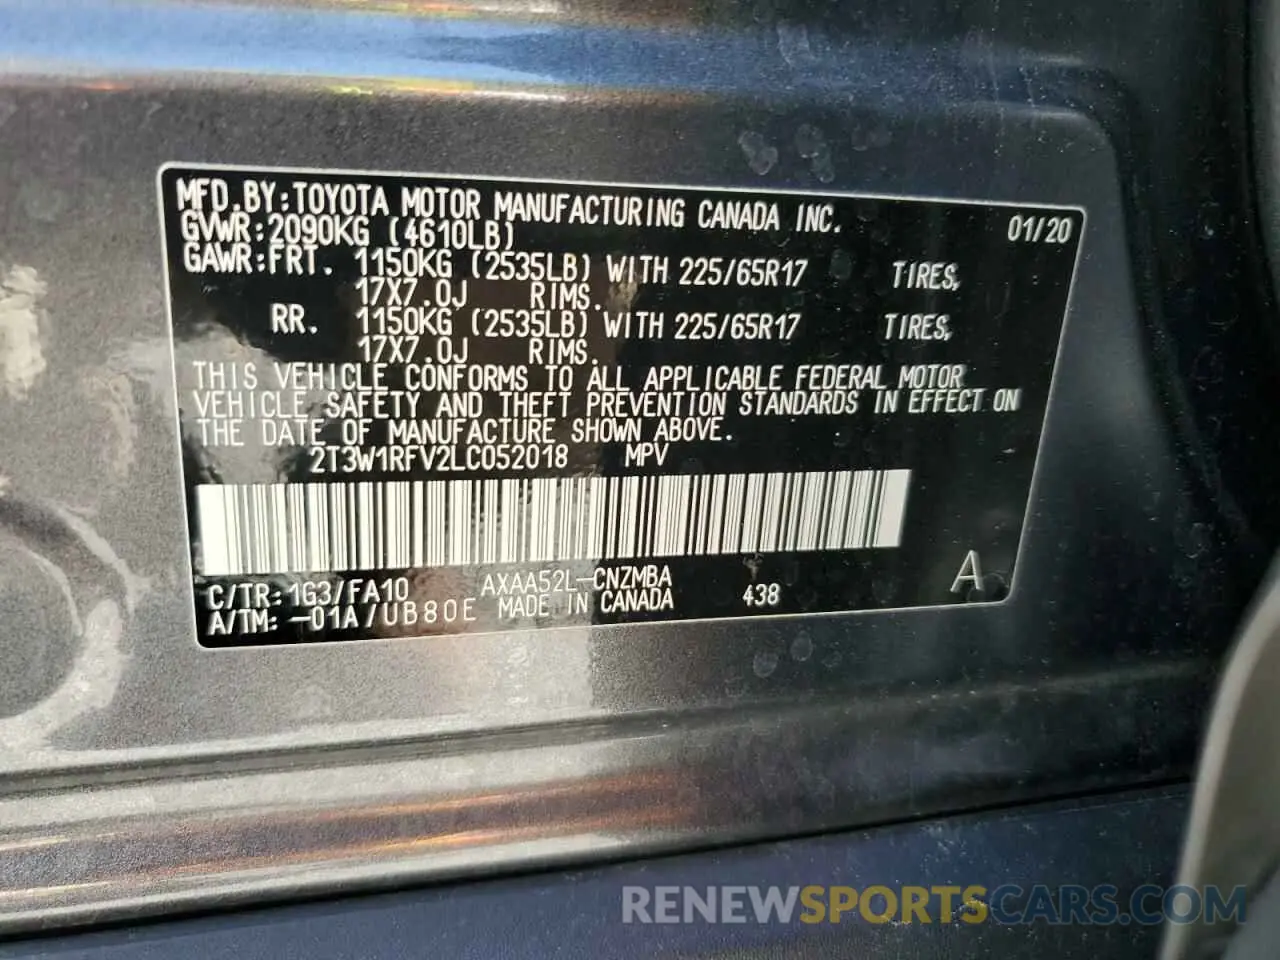 MFD.BY:TOYOTA MOTOR MANUFACTURING CANADA INC. 01/20
GVWR:2090KG (4610LB)
GAWR:FRT. 1150KG (2535LB) WITH 225/65R17 TIRES,
17X7.0J RIMS.
RR. 1150KG (2535LB) WITH 225/65R17 TIRES,
17X7.0J RIMS.
THIS VEHICLE CONFORMS TO ALL APPLICABLE FEDERAL MOTOR
VEHICLE SAFETY AND THEFT PREVENTION STANDARDS IN EFFECT ON
THE DATE OF MANUFACTURE SHOWN ABOVE.
2T3W1RFV2LC052018 MPV
C/TR:1G3/FA10 AXAA52L-CNZMBA
A/TM: -01A/UB80E MADE IN CANADA 438 A
RENEWSPORTSCARS.COM